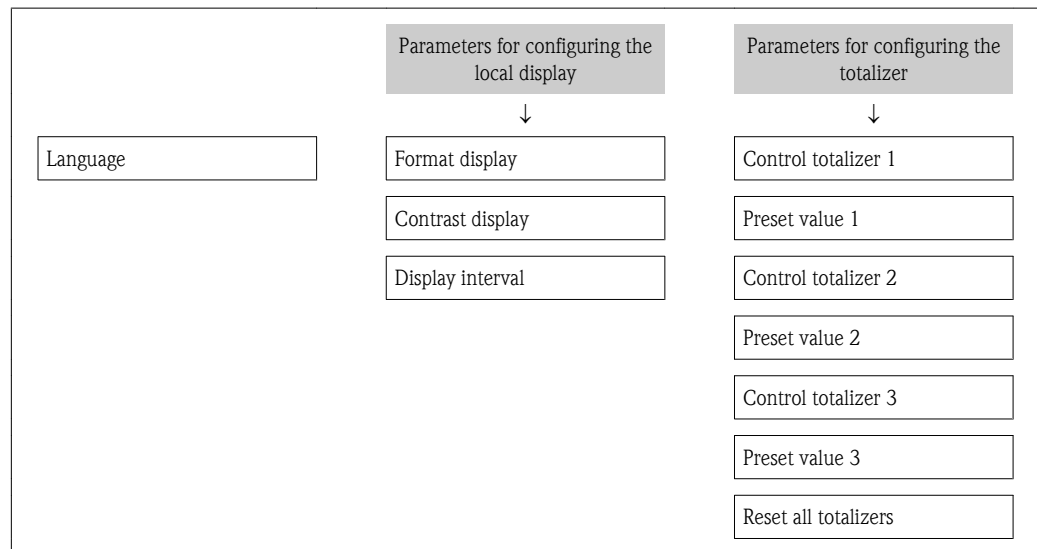 Parameters for configuring the
local display
Parameters for configuring the
totalizer
↓
↓
Language
Format display
Control totalizer 1
Contrast display
Preset value 1
Display interval
Control totalizer 2
Preset value 2
Control totalizer 3
Preset value 3
Reset all totalizers